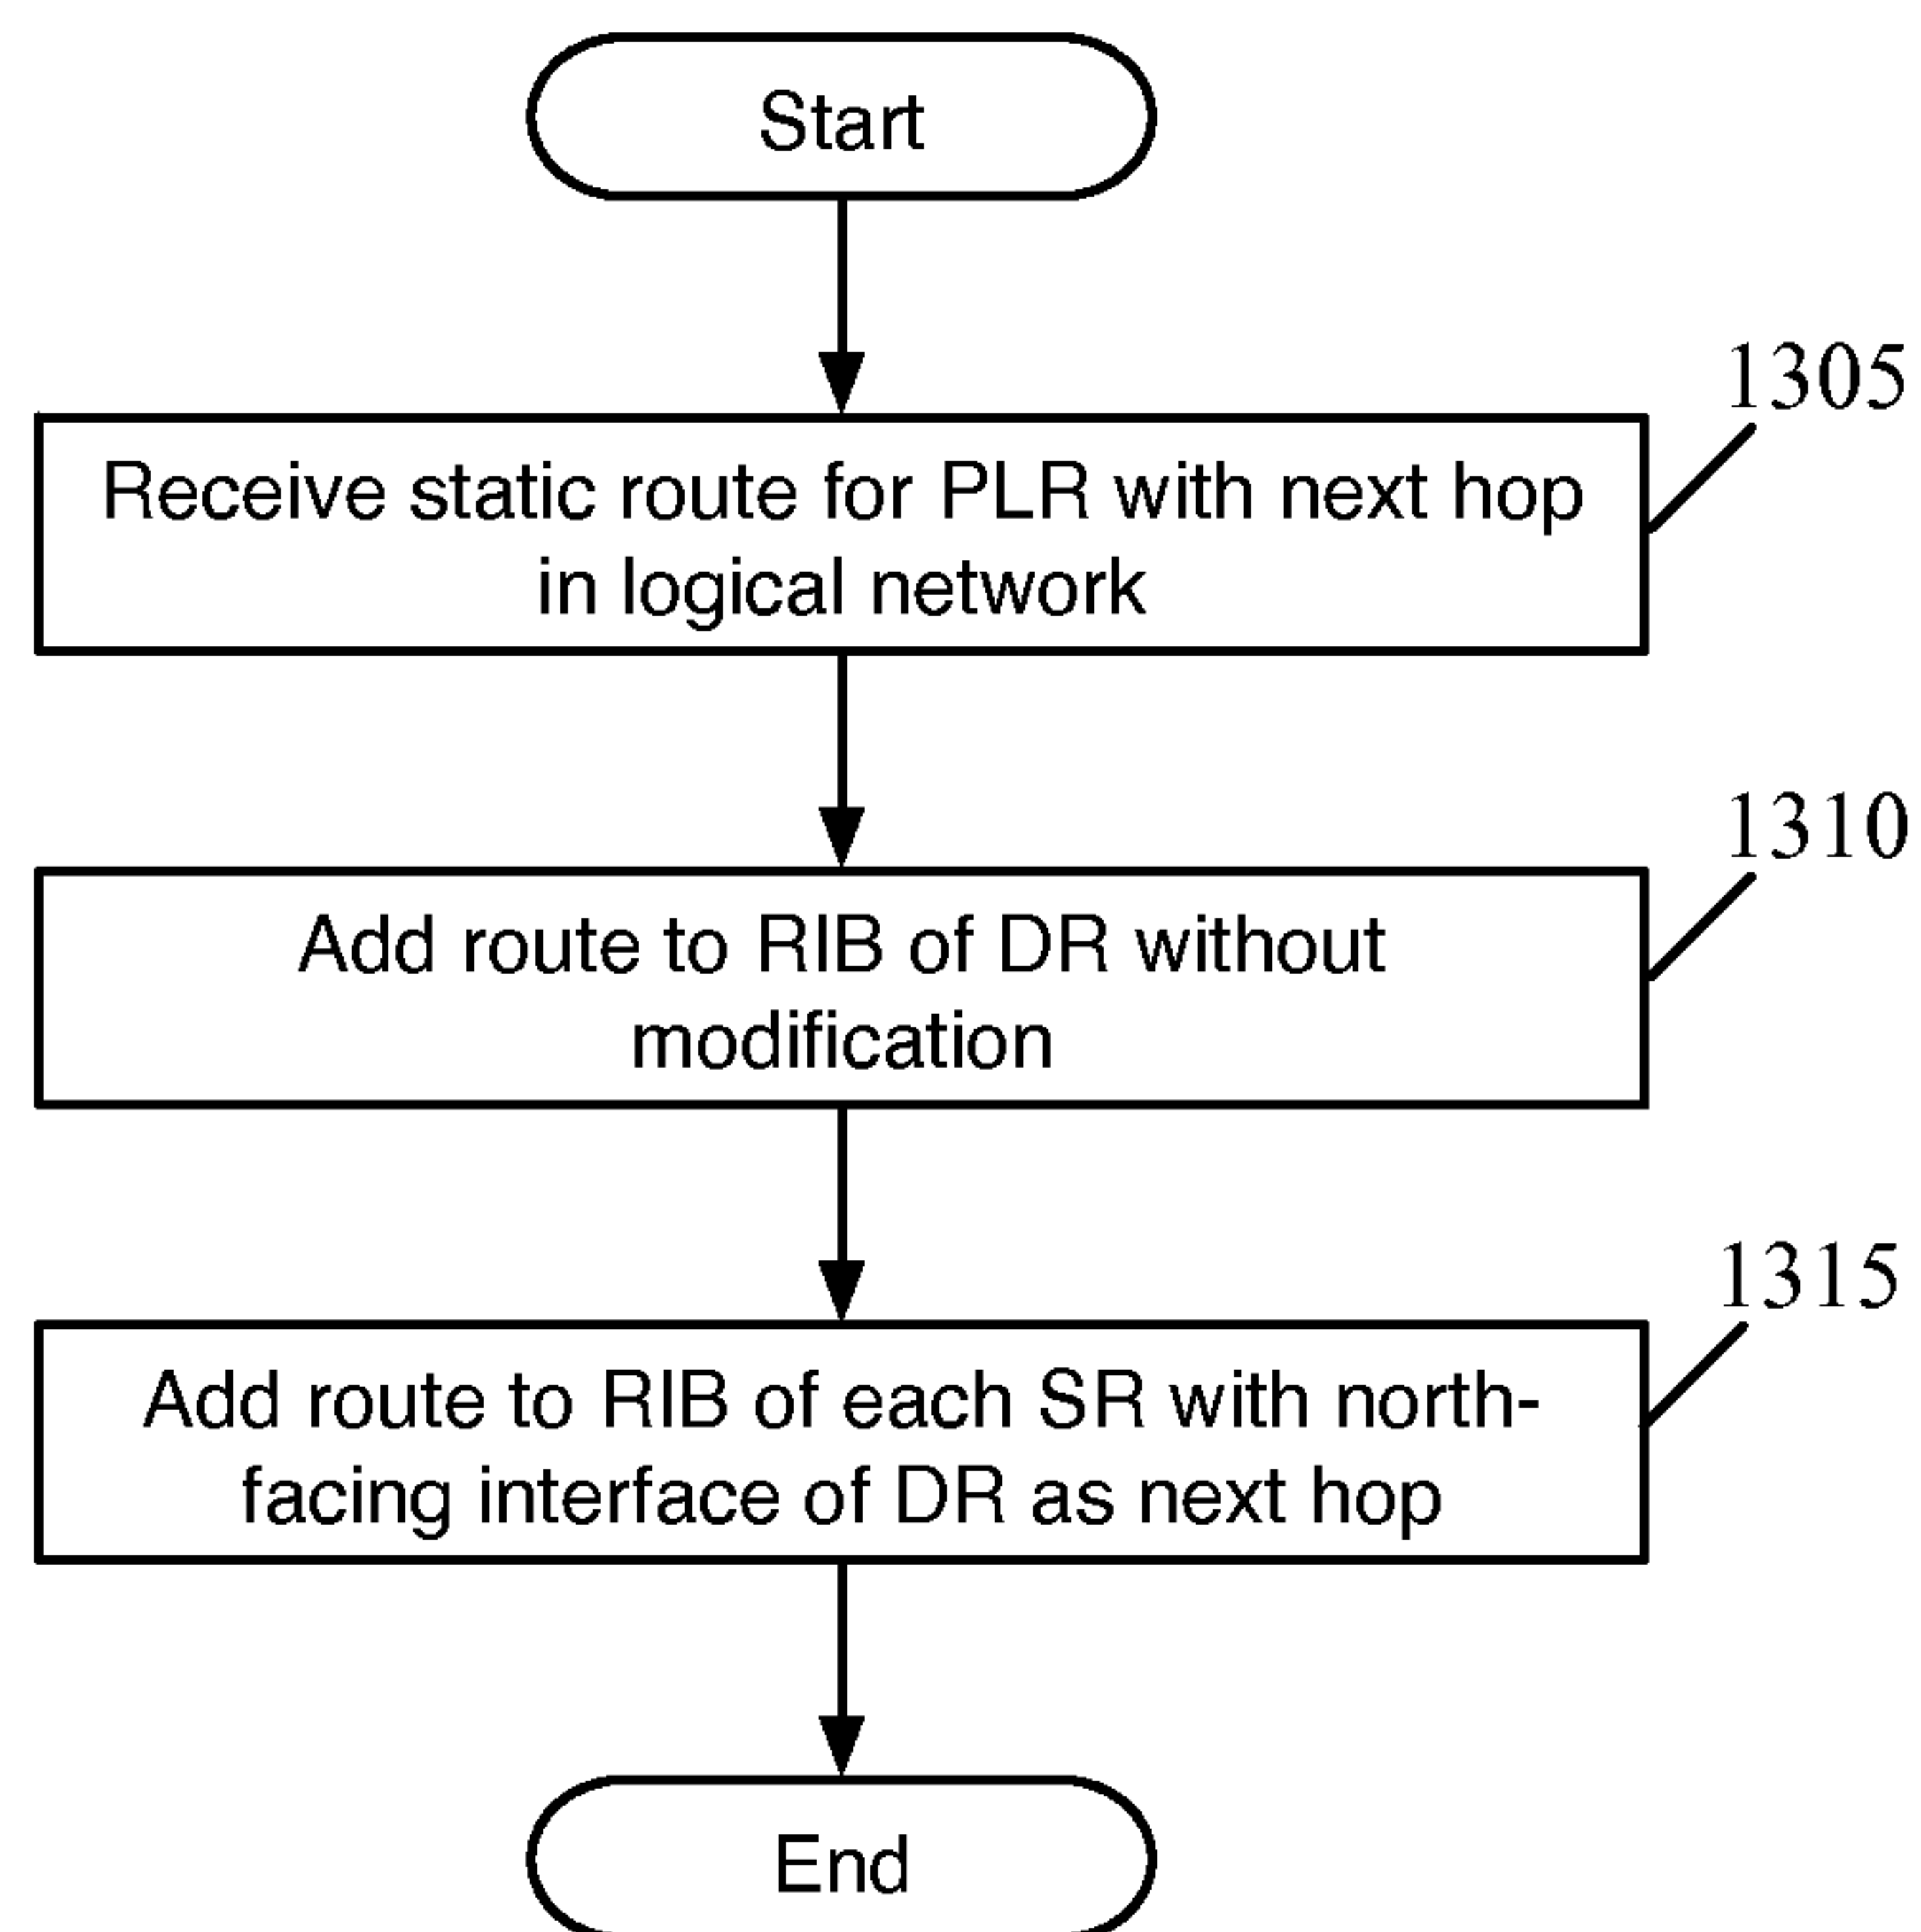 Start
1305
Receive static route for PLR with next hop
in logical network
1310
Add route to RIB of DR without
modification
1315
Add route to RIB of each SR with north-
facing interface of DR as next hop
End